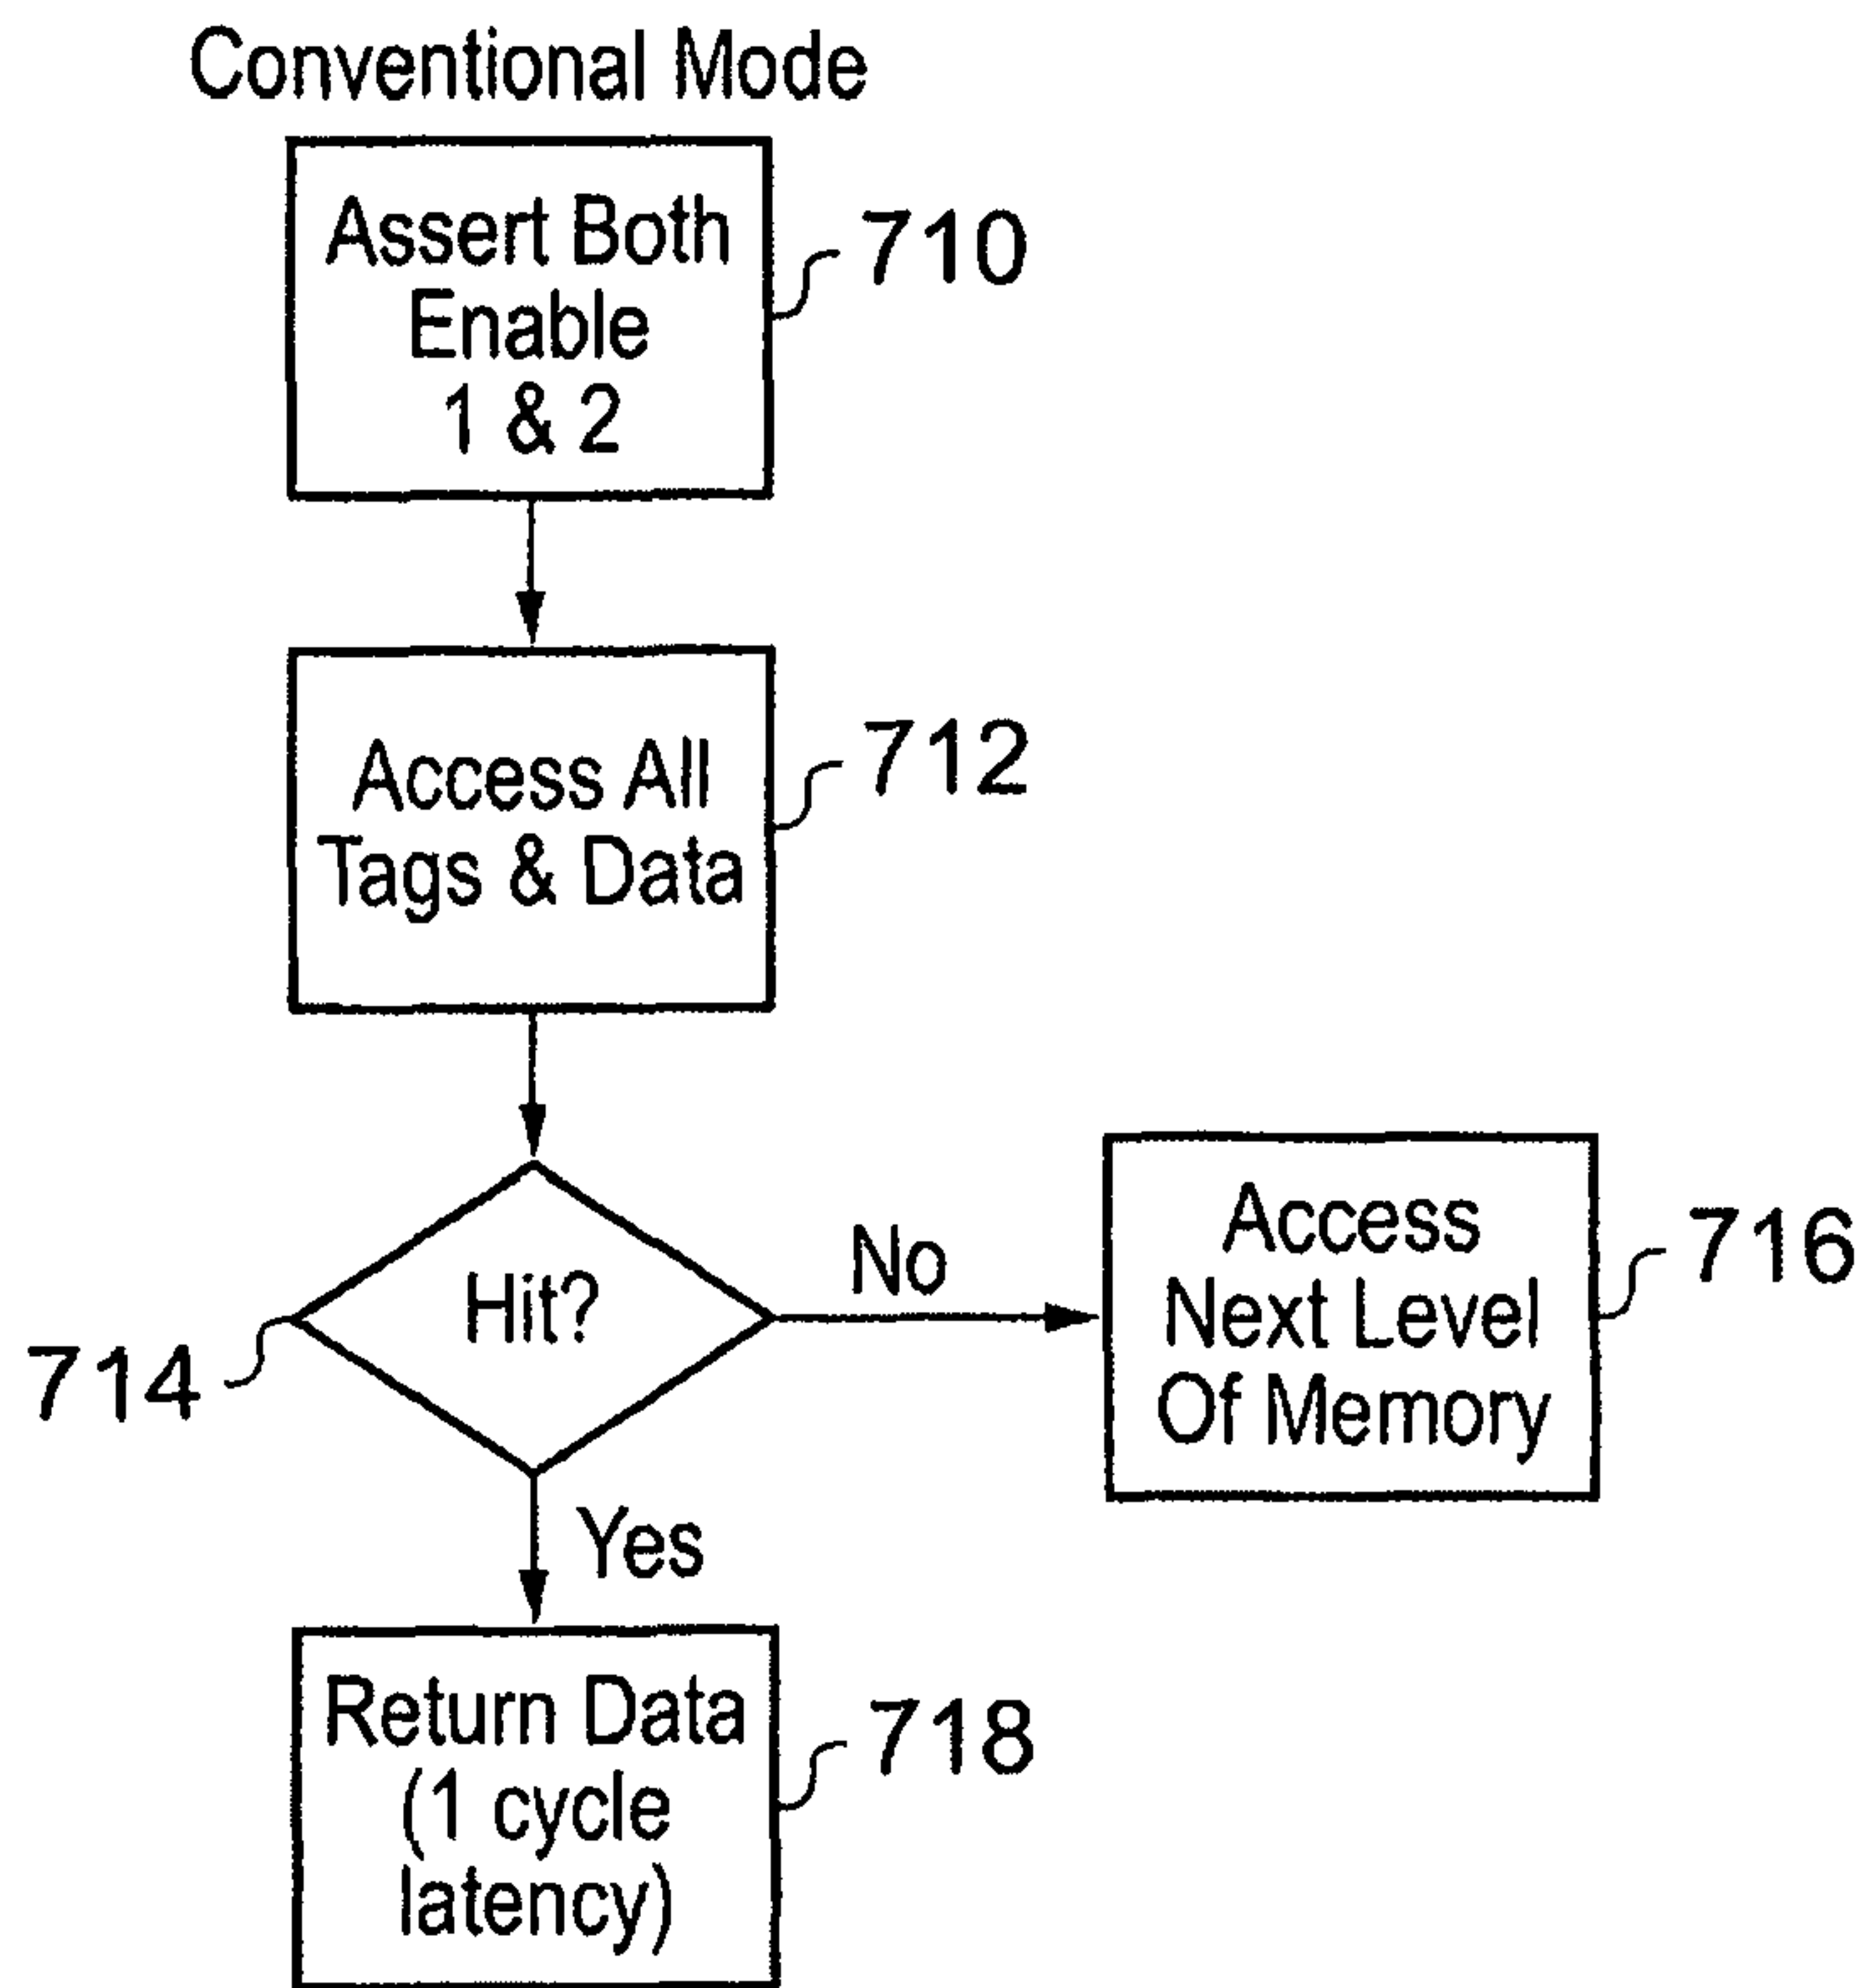 Conventional Mode
Assert Both
Enable
1 & 2
710
Access All
Tags & Data
712
Hit?
714
No
Access
Next Level
Of Memory
716
Yes
Return Data
(1 cycle
latency)
718